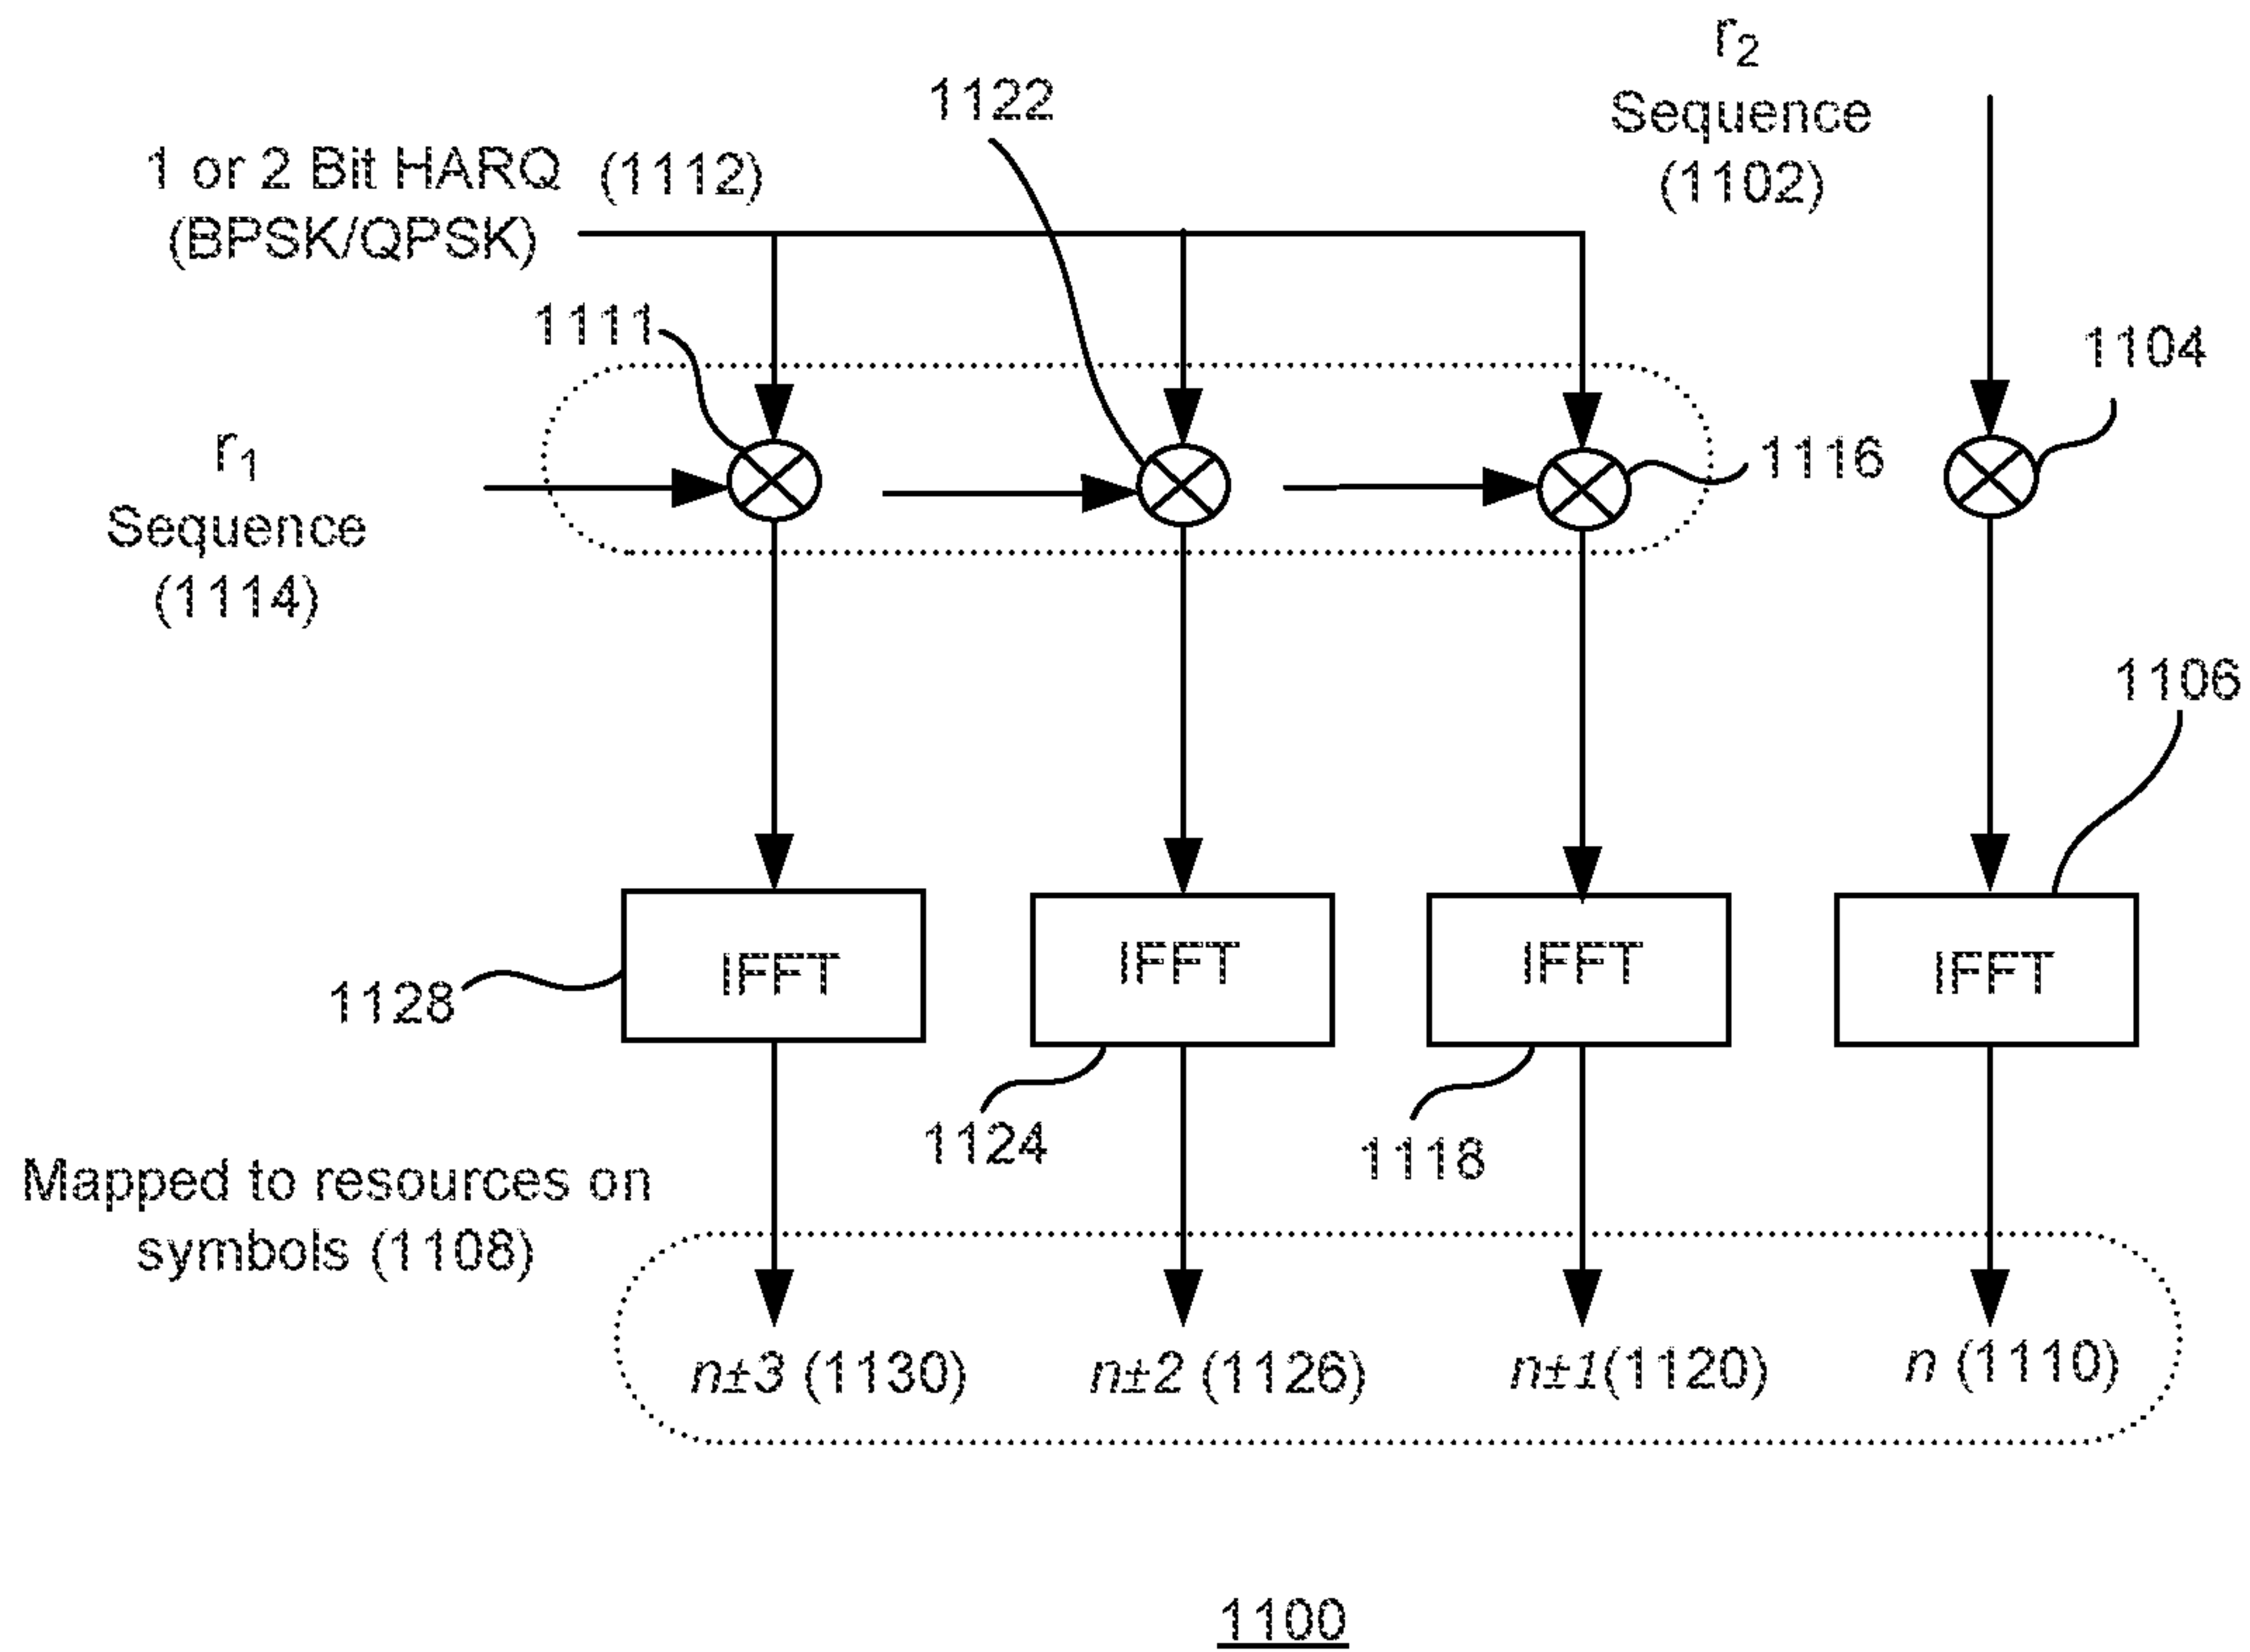 r2
Sequence
(1102)
1122
1 or 2 Bit HARQ (1112)
(BPSK/QPSK)
1111
1104
r1
Sequence
(1114)
1116
1106
IFFT
IFFT
IFFT
IFFT
1128
1124
1118
Mapped to resources on
symbols (1108)
n±3 (1130)
n±2 (1126)
n±1(1120)
n (1110)
1100